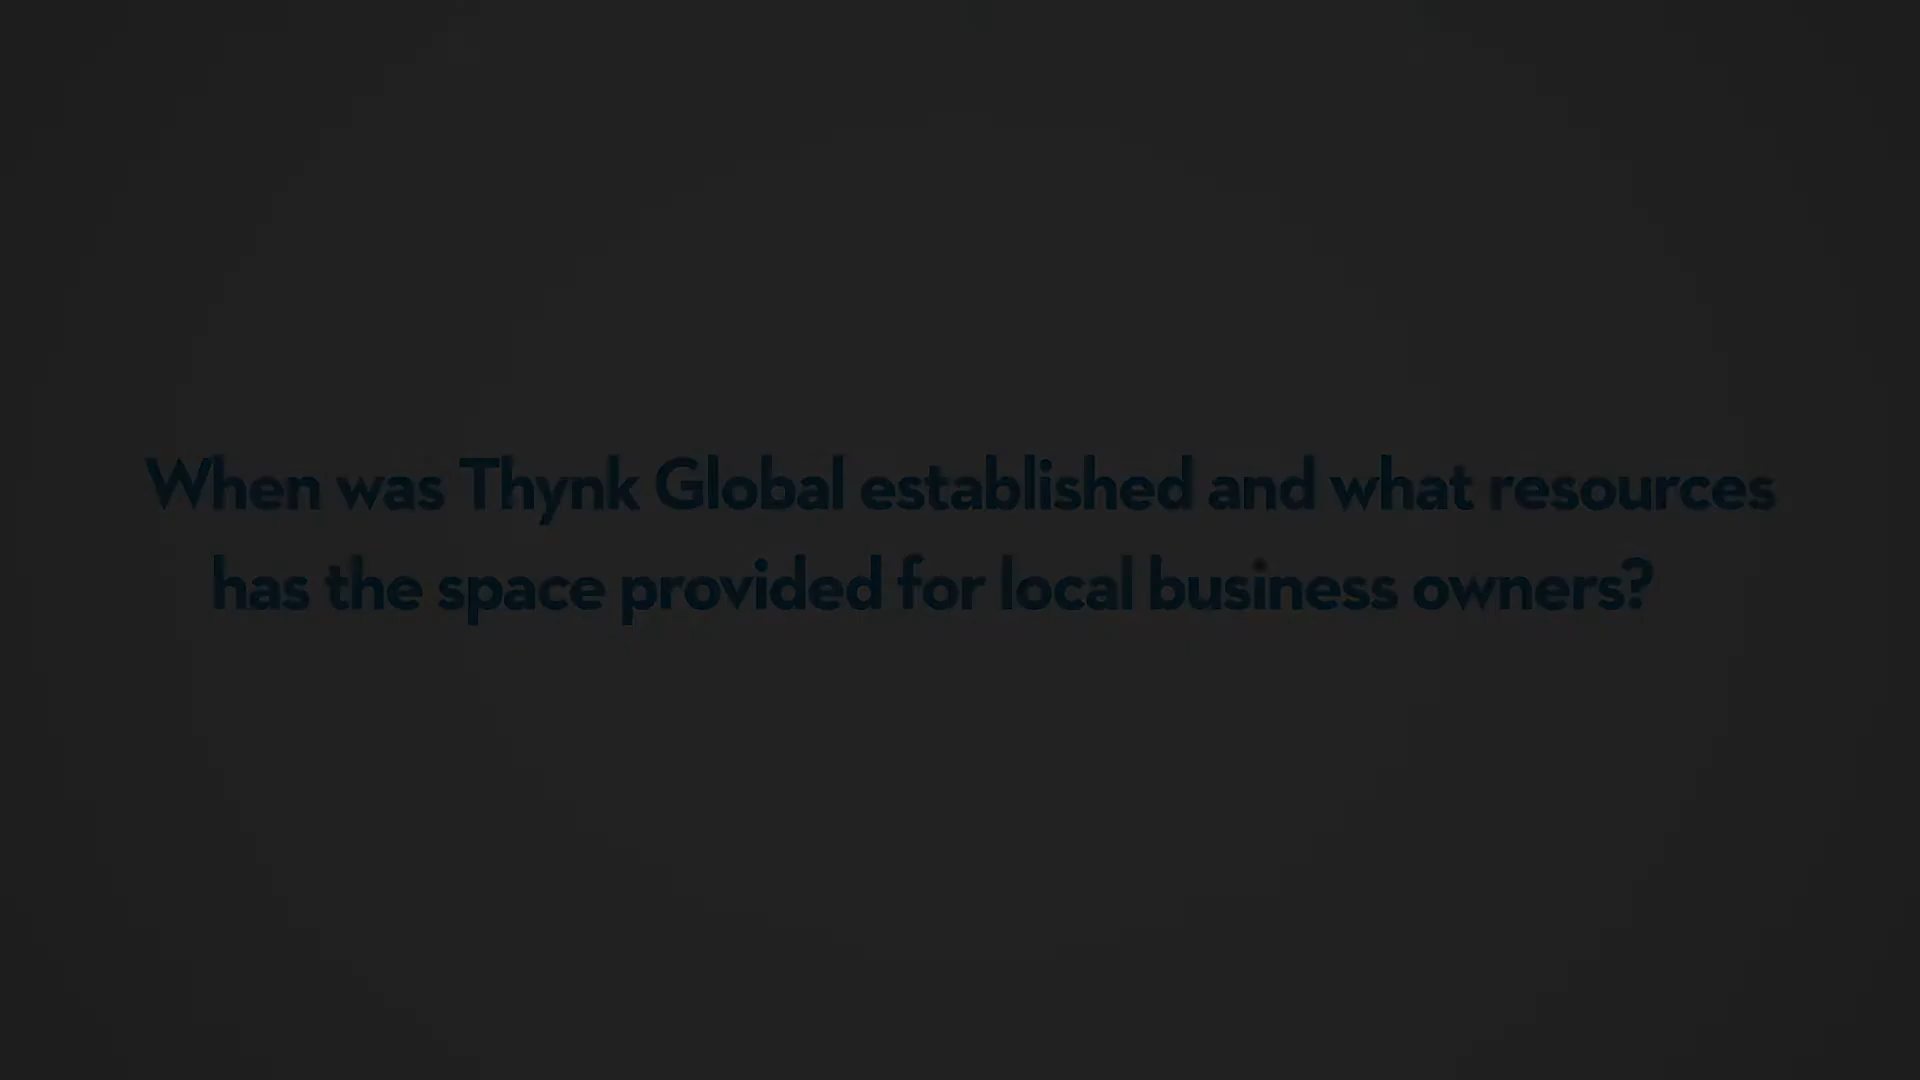 When was Thynk Global established and what resources
has the space provided for local business owners?